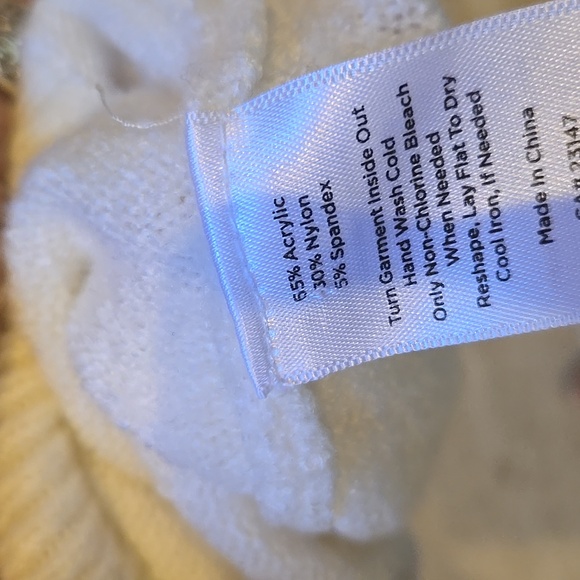 65% Acrylic
30% Nylon
5% Spandex
Turn Garment Inside Out
Hand Wash Cold
Only Non-Chlorine Bleach
When Needed
Reshape, Lay Flat To Dry
Cool Iron, If Needed
Made In China
23147